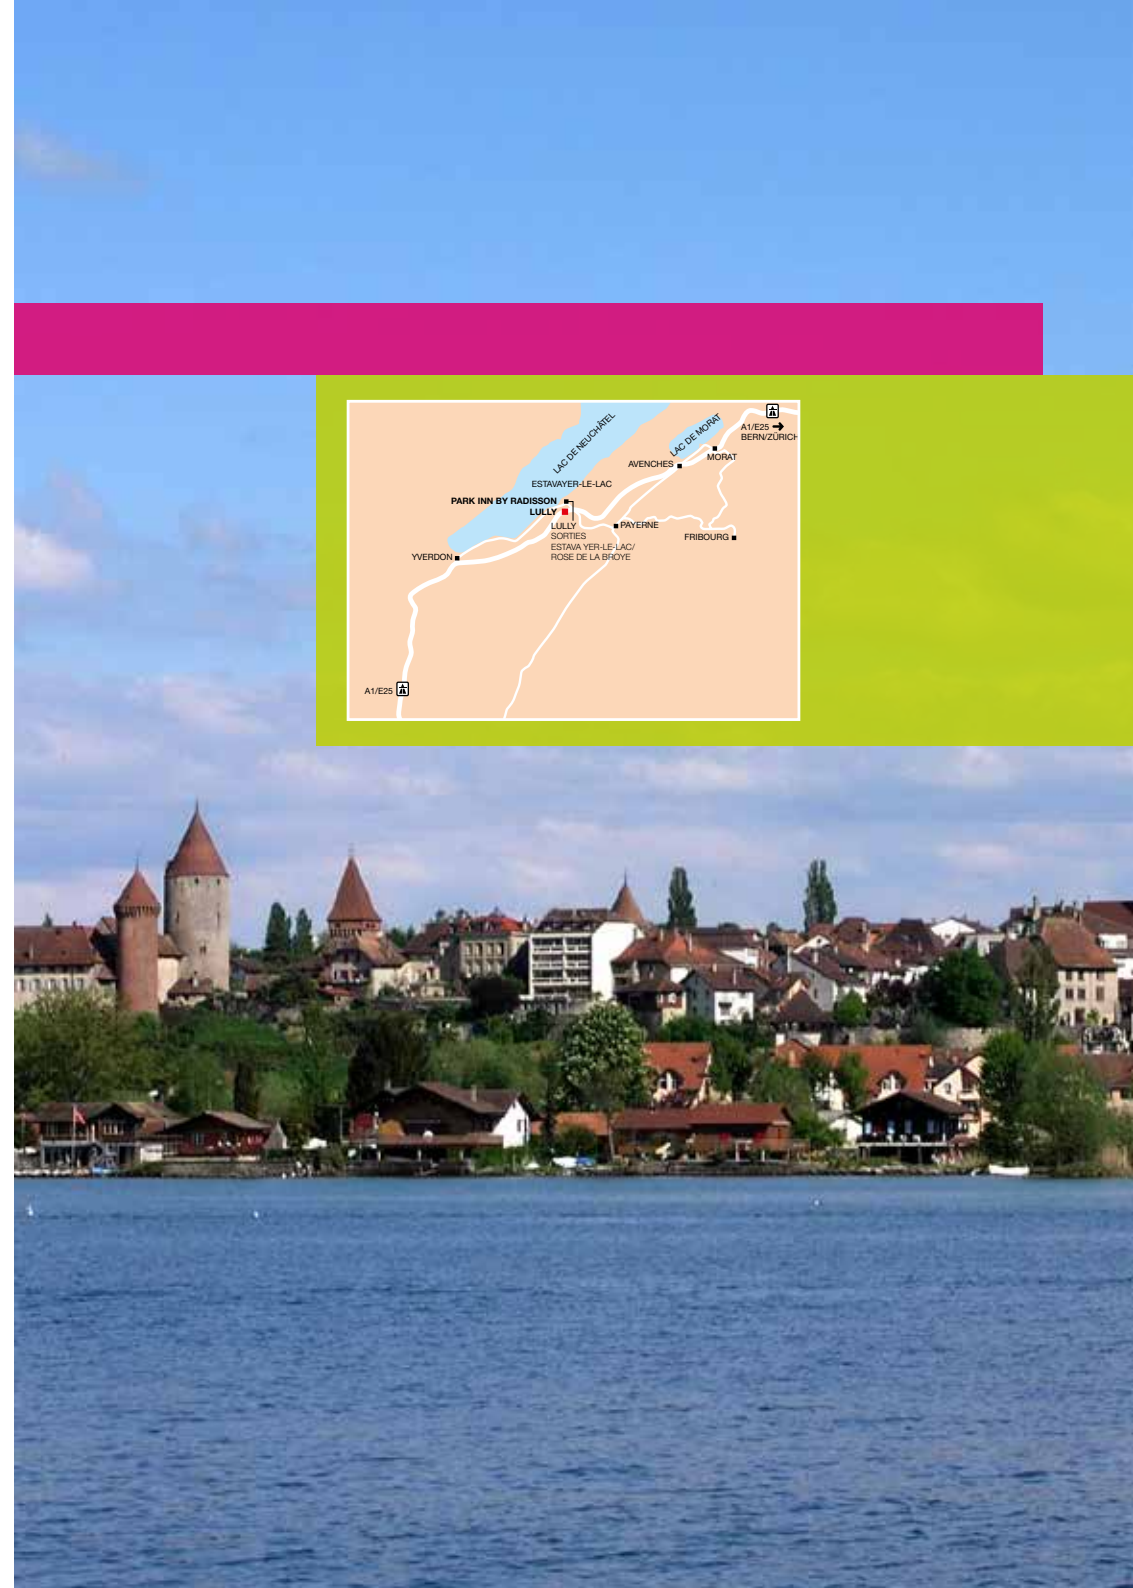 LAC DE NEUCHÂTEL
LAC DE MORAT
A1/E25
BERN/ZÜRICH
MORAT
AVENCHES
ESTAVAYER-LE-LAC
PARK INN BY RADISSON
LULLY
LULLY
SORTIES
ESTAVA YER-LE-LAC/
ROSE DE LA BROYE
PAYERNE
FRIBOURG
YVERDON
A1/E25